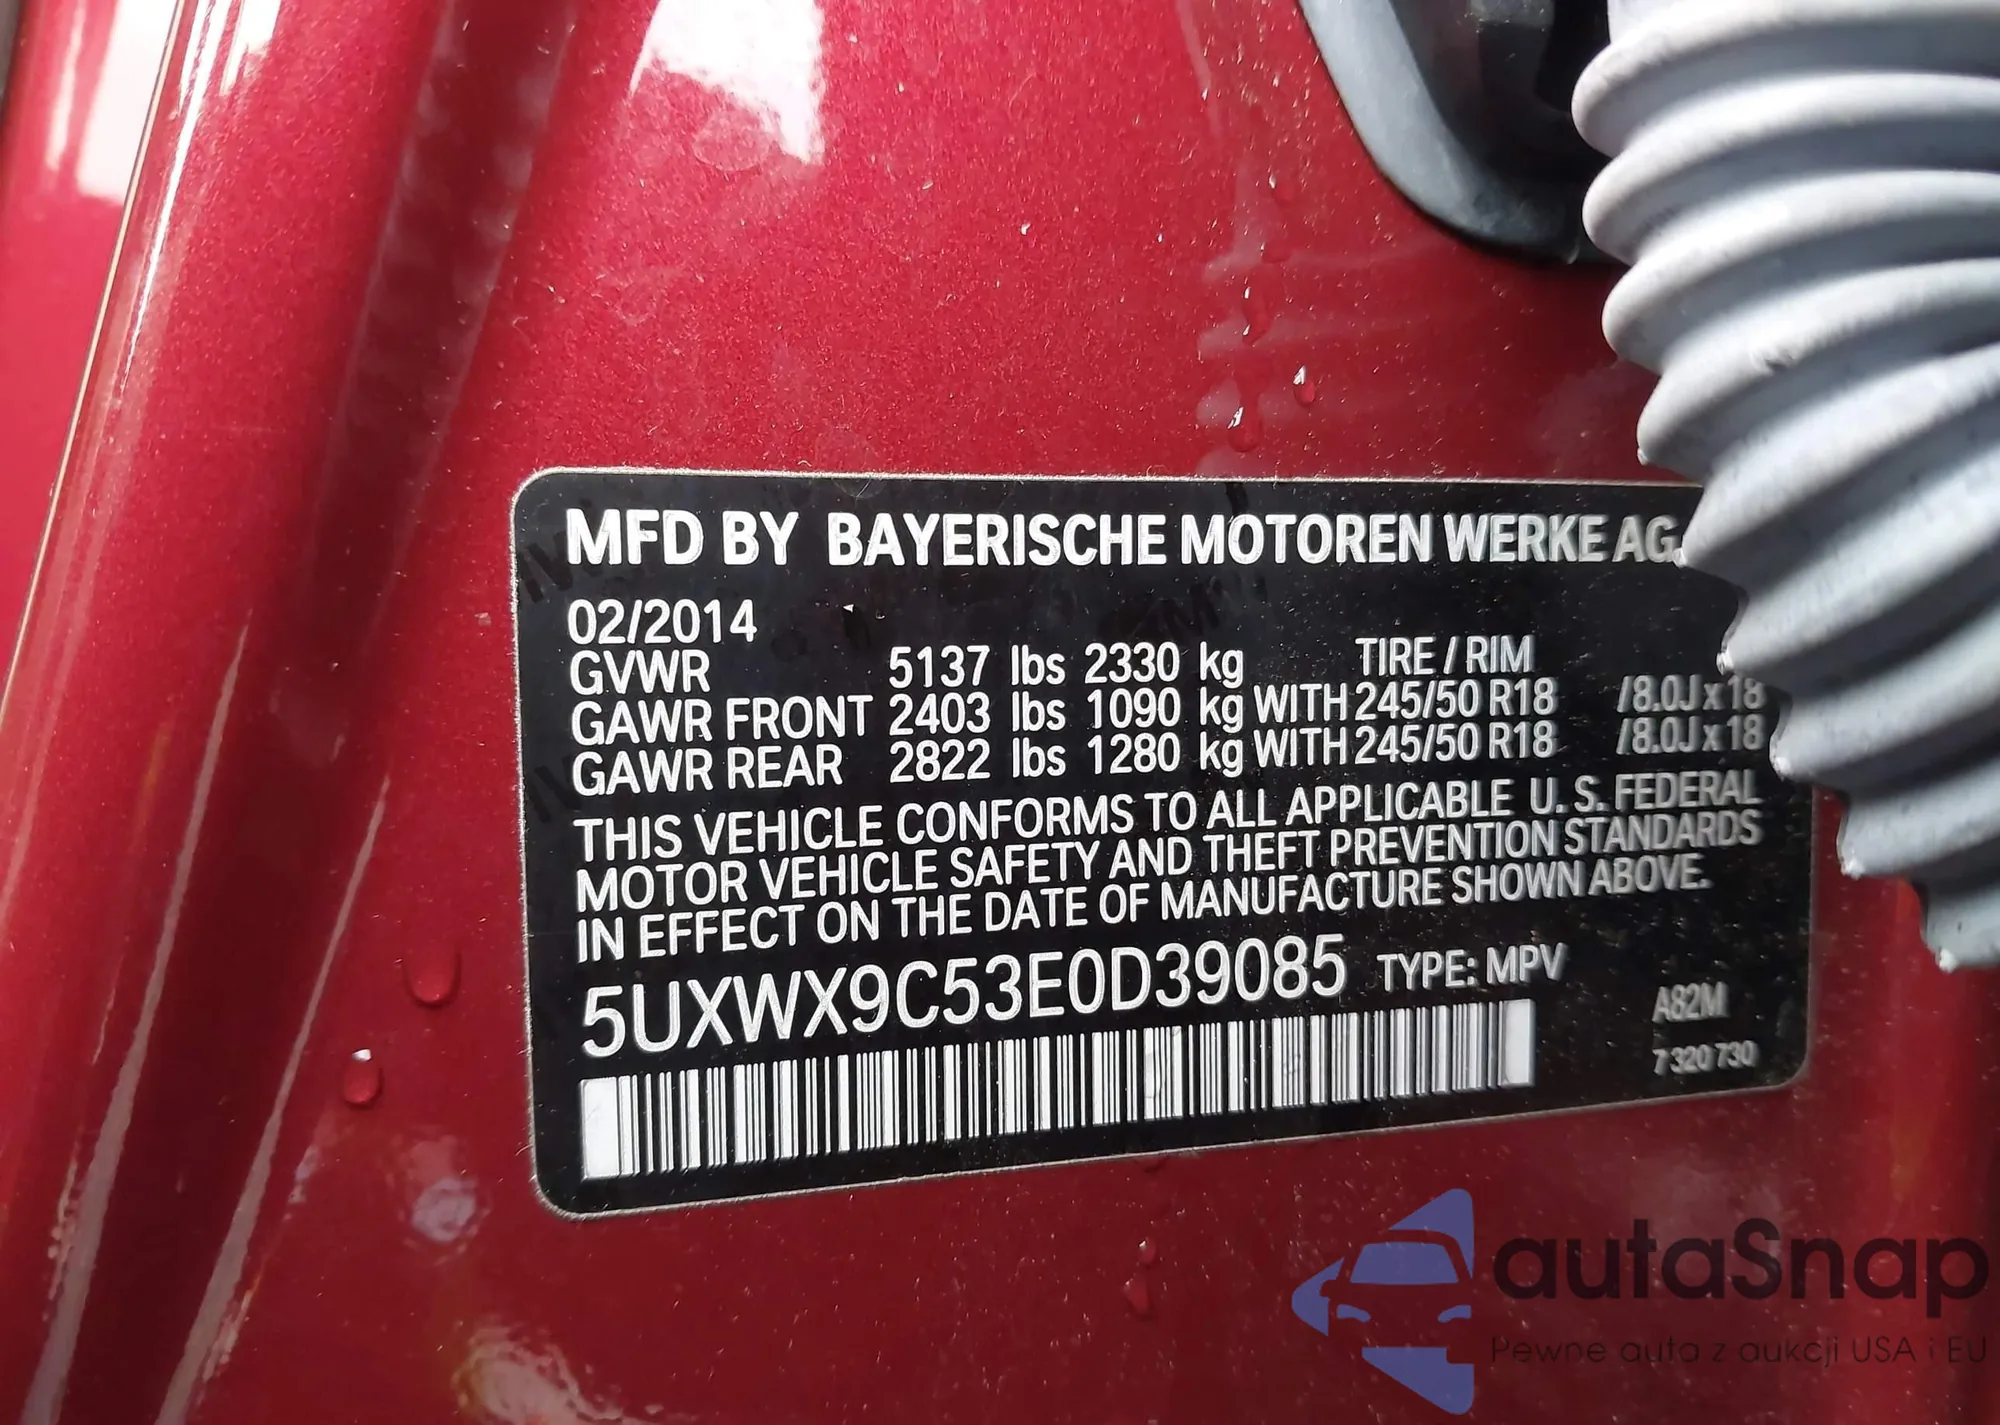 MFD BY BAYERISCHE MOTOREN WERKE AG.
02/2014
GVWR 5137 lbs 2330 kg TIRE / RIM
GAWR FRONT 2403 lbs 1090 kg WITH 245/50 R18 /8.0J x 18
GAWR REAR 2822 lbs 1280 kg WITH 245/50 R18 /8.0J x 18
THIS VEHICLE CONFORMS TO ALL APPLICABLE U. S. FEDERAL
MOTOR VEHICLE SAFETY AND THEFT PREVENTION STANDARDS
IN EFFECT ON THE DATE OF MANUFACTURE SHOWN ABOVE.
5UXWX9C53E0D39085 TYPE: MPV
A82M
7 320 730
autaSnap
Pewne auta z aukcji USA i EU